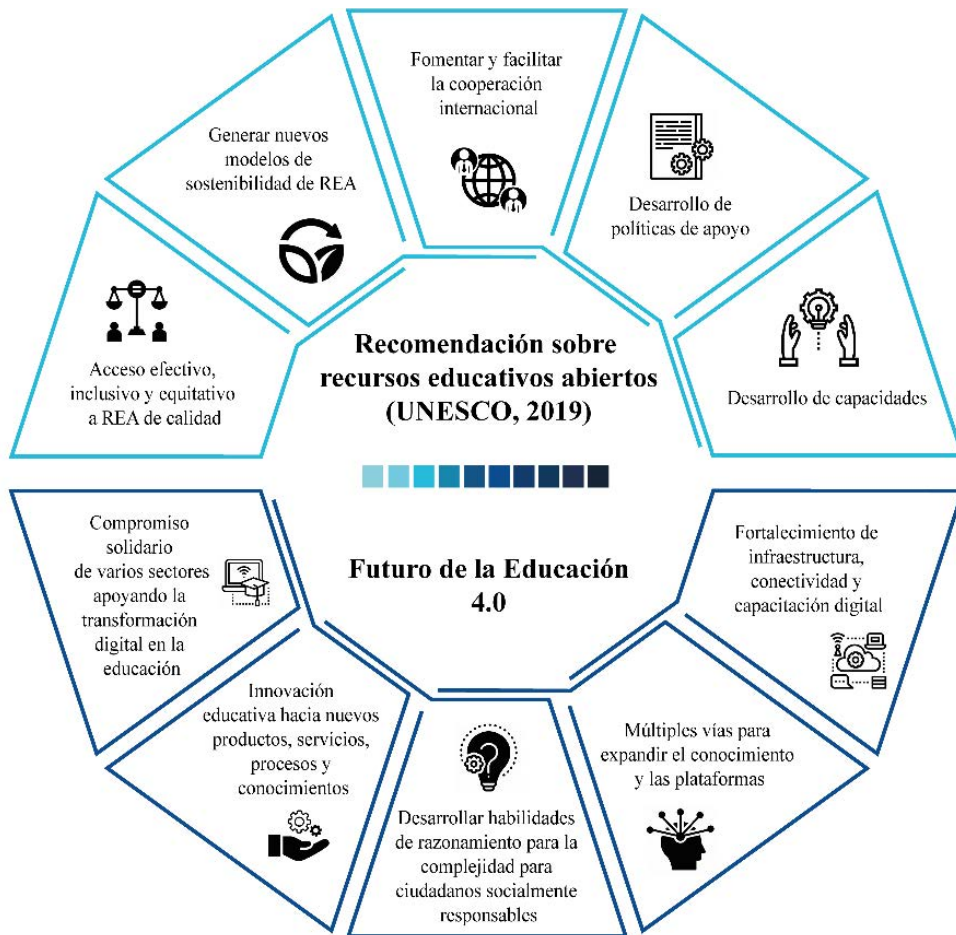 Fomentar y facilitar
la cooperación
internacional
Generar nuevos
modelos de
sostenibilidad de REA
Desarrollo de
políticas de apoyo
Acceso efectivo,
inclusivo y equitativo
a REA de calidad
Desarrollo de capacidades
Recomendación sobre
recursos educativos abiertos
(UNESCO, 2019)
Futuro de la Educación
4.0
Compromiso
solidario
de varios sectores
apoyando la
transformación
digital en la
educación
Fortalecimiento de
infraestructura,
conectividad y
capacitación digital
Innovación
educativa hacia nuevos
productos, servicios,
procesos y
conocimientos
Múltiples vías para
expandir el conocimiento
y las plataformas
Desarrollar habilidades
de razonamiento para la
complejidad para
ciudadanos socialmente
responsables